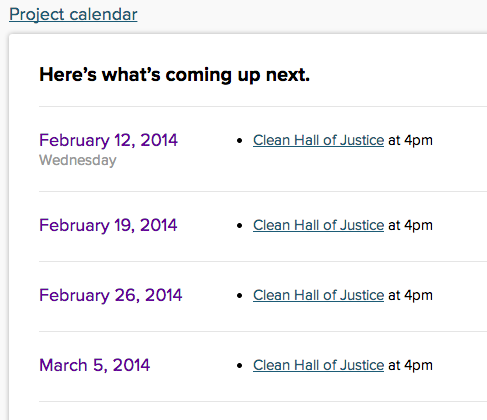 Project calendar
Here’s what’s coming up next.
February 12, 2014 • Clean Hall of Justice at 4pm
Wednesday
February 19, 2014 • Clean Hall of Justice at 4pm
February 26, 2014 • Clean Hall of Justice at 4pm
March 5, 2014 • Clean Hall of Justice at 4pm